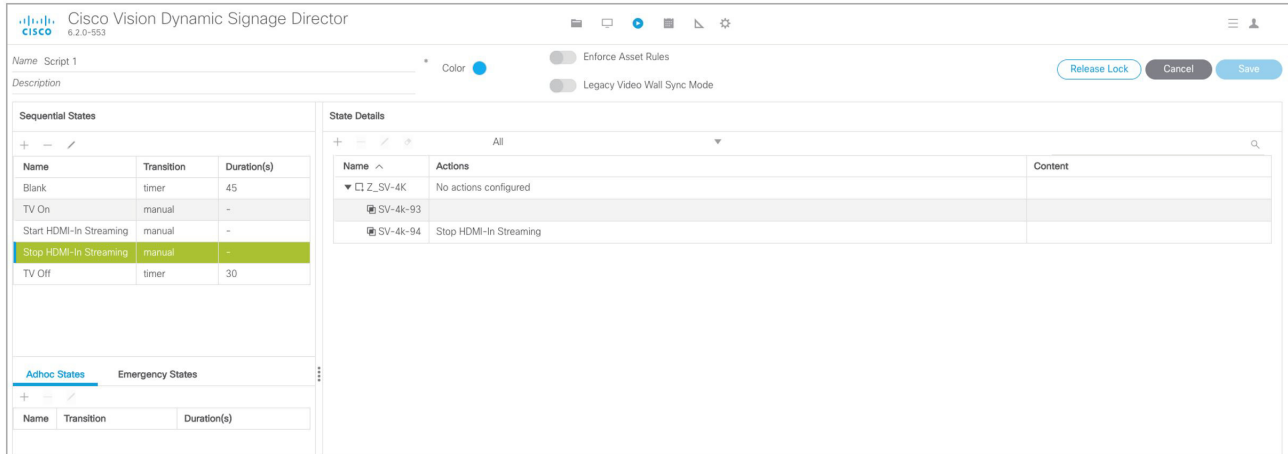 CISCO
Cisco Vision Dynamic Signage Director
6.2.0-553
Name Script 1 *
Color
Enforce Asset Rules
Release Lock Cancel Save
Description
Legacy Video Wall Sync Mode
Sequential States
Name Transition Duration(s)
Blank timer 45
TV On manual -
Start HDMI-In Streaming manual -
Stop HDMI-In Streaming manual -
TV Off timer 30
Adhoc States Emergency States
Name Transition Duration(s)
State Details
All
Name Actions Content
Z_SV-4K No actions configured
SV-4k-93
SV-4k-94 Stop HDMI-In Streaming